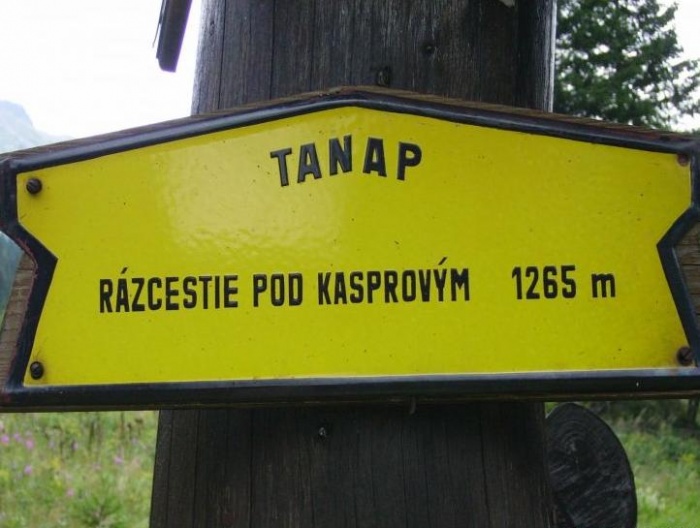 TANAP
RÁZCESTIE POD KASPROVÝM 1265 m